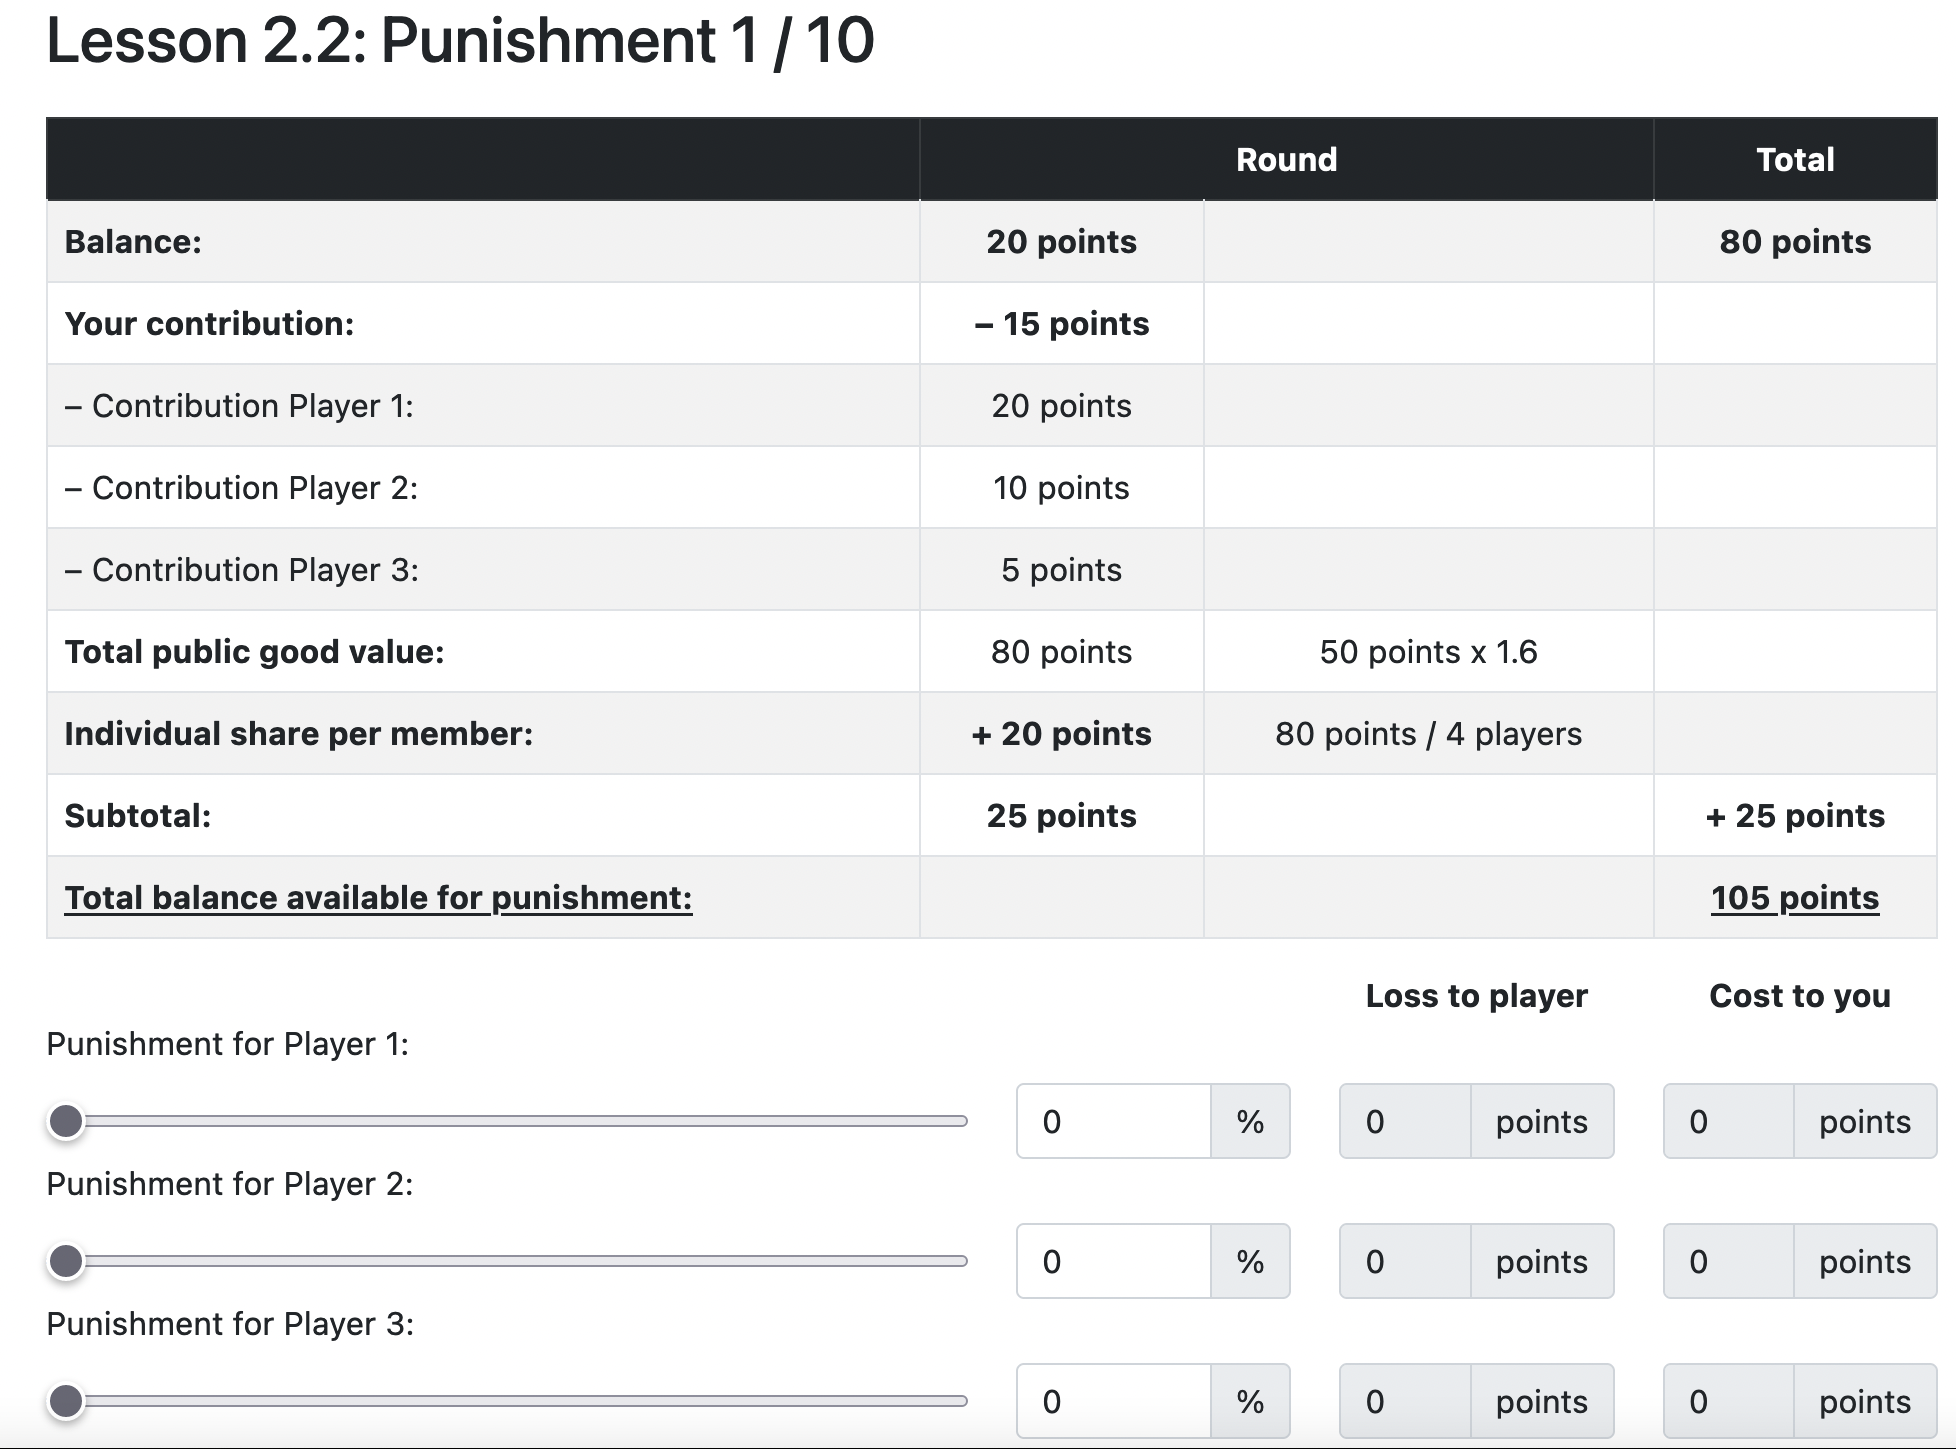 Lesson 2.2: Punishment 1 / 10
Round Total
Balance: 20 points 80 points
Your contribution: – 15 points
– Contribution Player 1: 20 points
– Contribution Player 2: 10 points
– Contribution Player 3: 5 points
Total public good value: 80 points 50 points x 1.6
Individual share per member: + 20 points 80 points / 4 players
Subtotal: 25 points + 25 points
Total balance available for punishment: 105 points
Loss to player Cost to you
Punishment for Player 1:
0 % 0 points 0 points
Punishment for Player 2:
0 % 0 points 0 points
Punishment for Player 3:
0 % 0 points 0 points